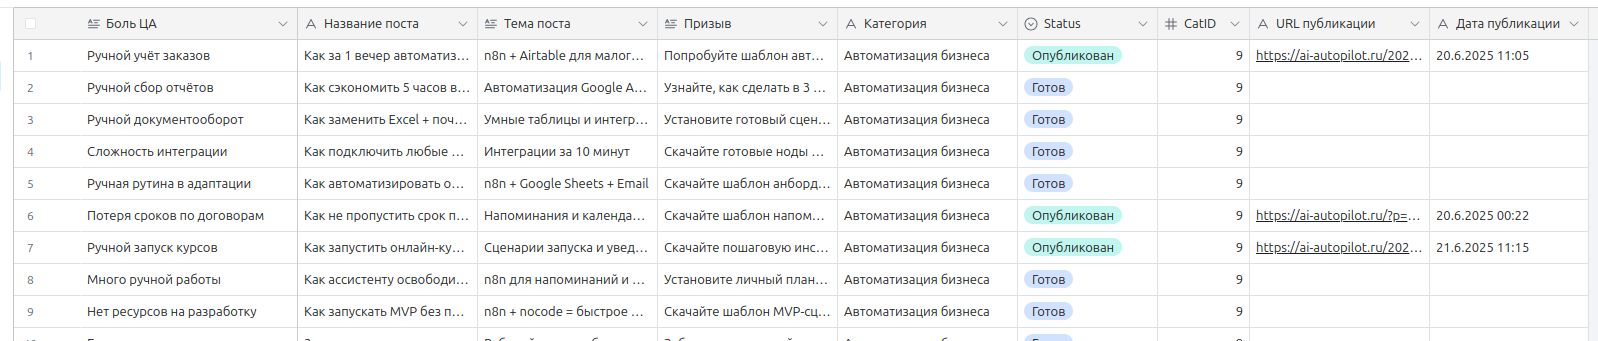 Боль ЦА Название поста Тема поста Призыв Категория Status CatID URL публикации Дата публикации
1 Ручной учёт заказов Как за 1 вечер автоматиз... n8n + Airtable для малог... Попробуйте шаблон авт... Автоматизация бизнеса Опубликован 9 https://ai-autopilot.ru/202... 20.6.2025 11:05
2 Ручной сбор отчётов Как сэкономить 5 часов в... Автоматизация Google A... Узнайте, как сделать в 3 ... Автоматизация бизнеса Готов 9
3 Ручной документооборот Как заменить Excel + поч... Умные таблицы и интегр... Установите готовый сцен... Автоматизация бизнеса Готов 9
4 Сложность интеграции Как подключить любые ... Интеграции за 10 минут Скачайте готовые ноды ... Автоматизация бизнеса Готов 9
5 Ручная рутина в адаптации Как автоматизировать о... n8n + Google Sheets + Email Скачайте шаблон анборд... Автоматизация бизнеса Готов 9
6 Потеря сроков по договорам Как не пропустить срок п... Напоминания и календа... Скачайте шаблон напом... Автоматизация бизнеса Опубликован 9 https://ai-autopilot.ru/?p=... 20.6.2025 00:22
7 Ручной запуск курсов Как запустить онлайн-ку... Сценарии запуска и увед... Скачайте пошаговую инс... Автоматизация бизнеса Опубликован 9 https://ai-autopilot.ru/202... 21.6.2025 11:15
8 Много ручной работы Как ассистенту освободи... n8n для напоминаний и ... Установите личный план... Автоматизация бизнеса Готов 9
9 Нет ресурсов на разработку Как запускать MVP без п... n8n + nocode = быстрое ... Скачайте шаблон MVP-сц... Автоматизация бизнеса Готов 9